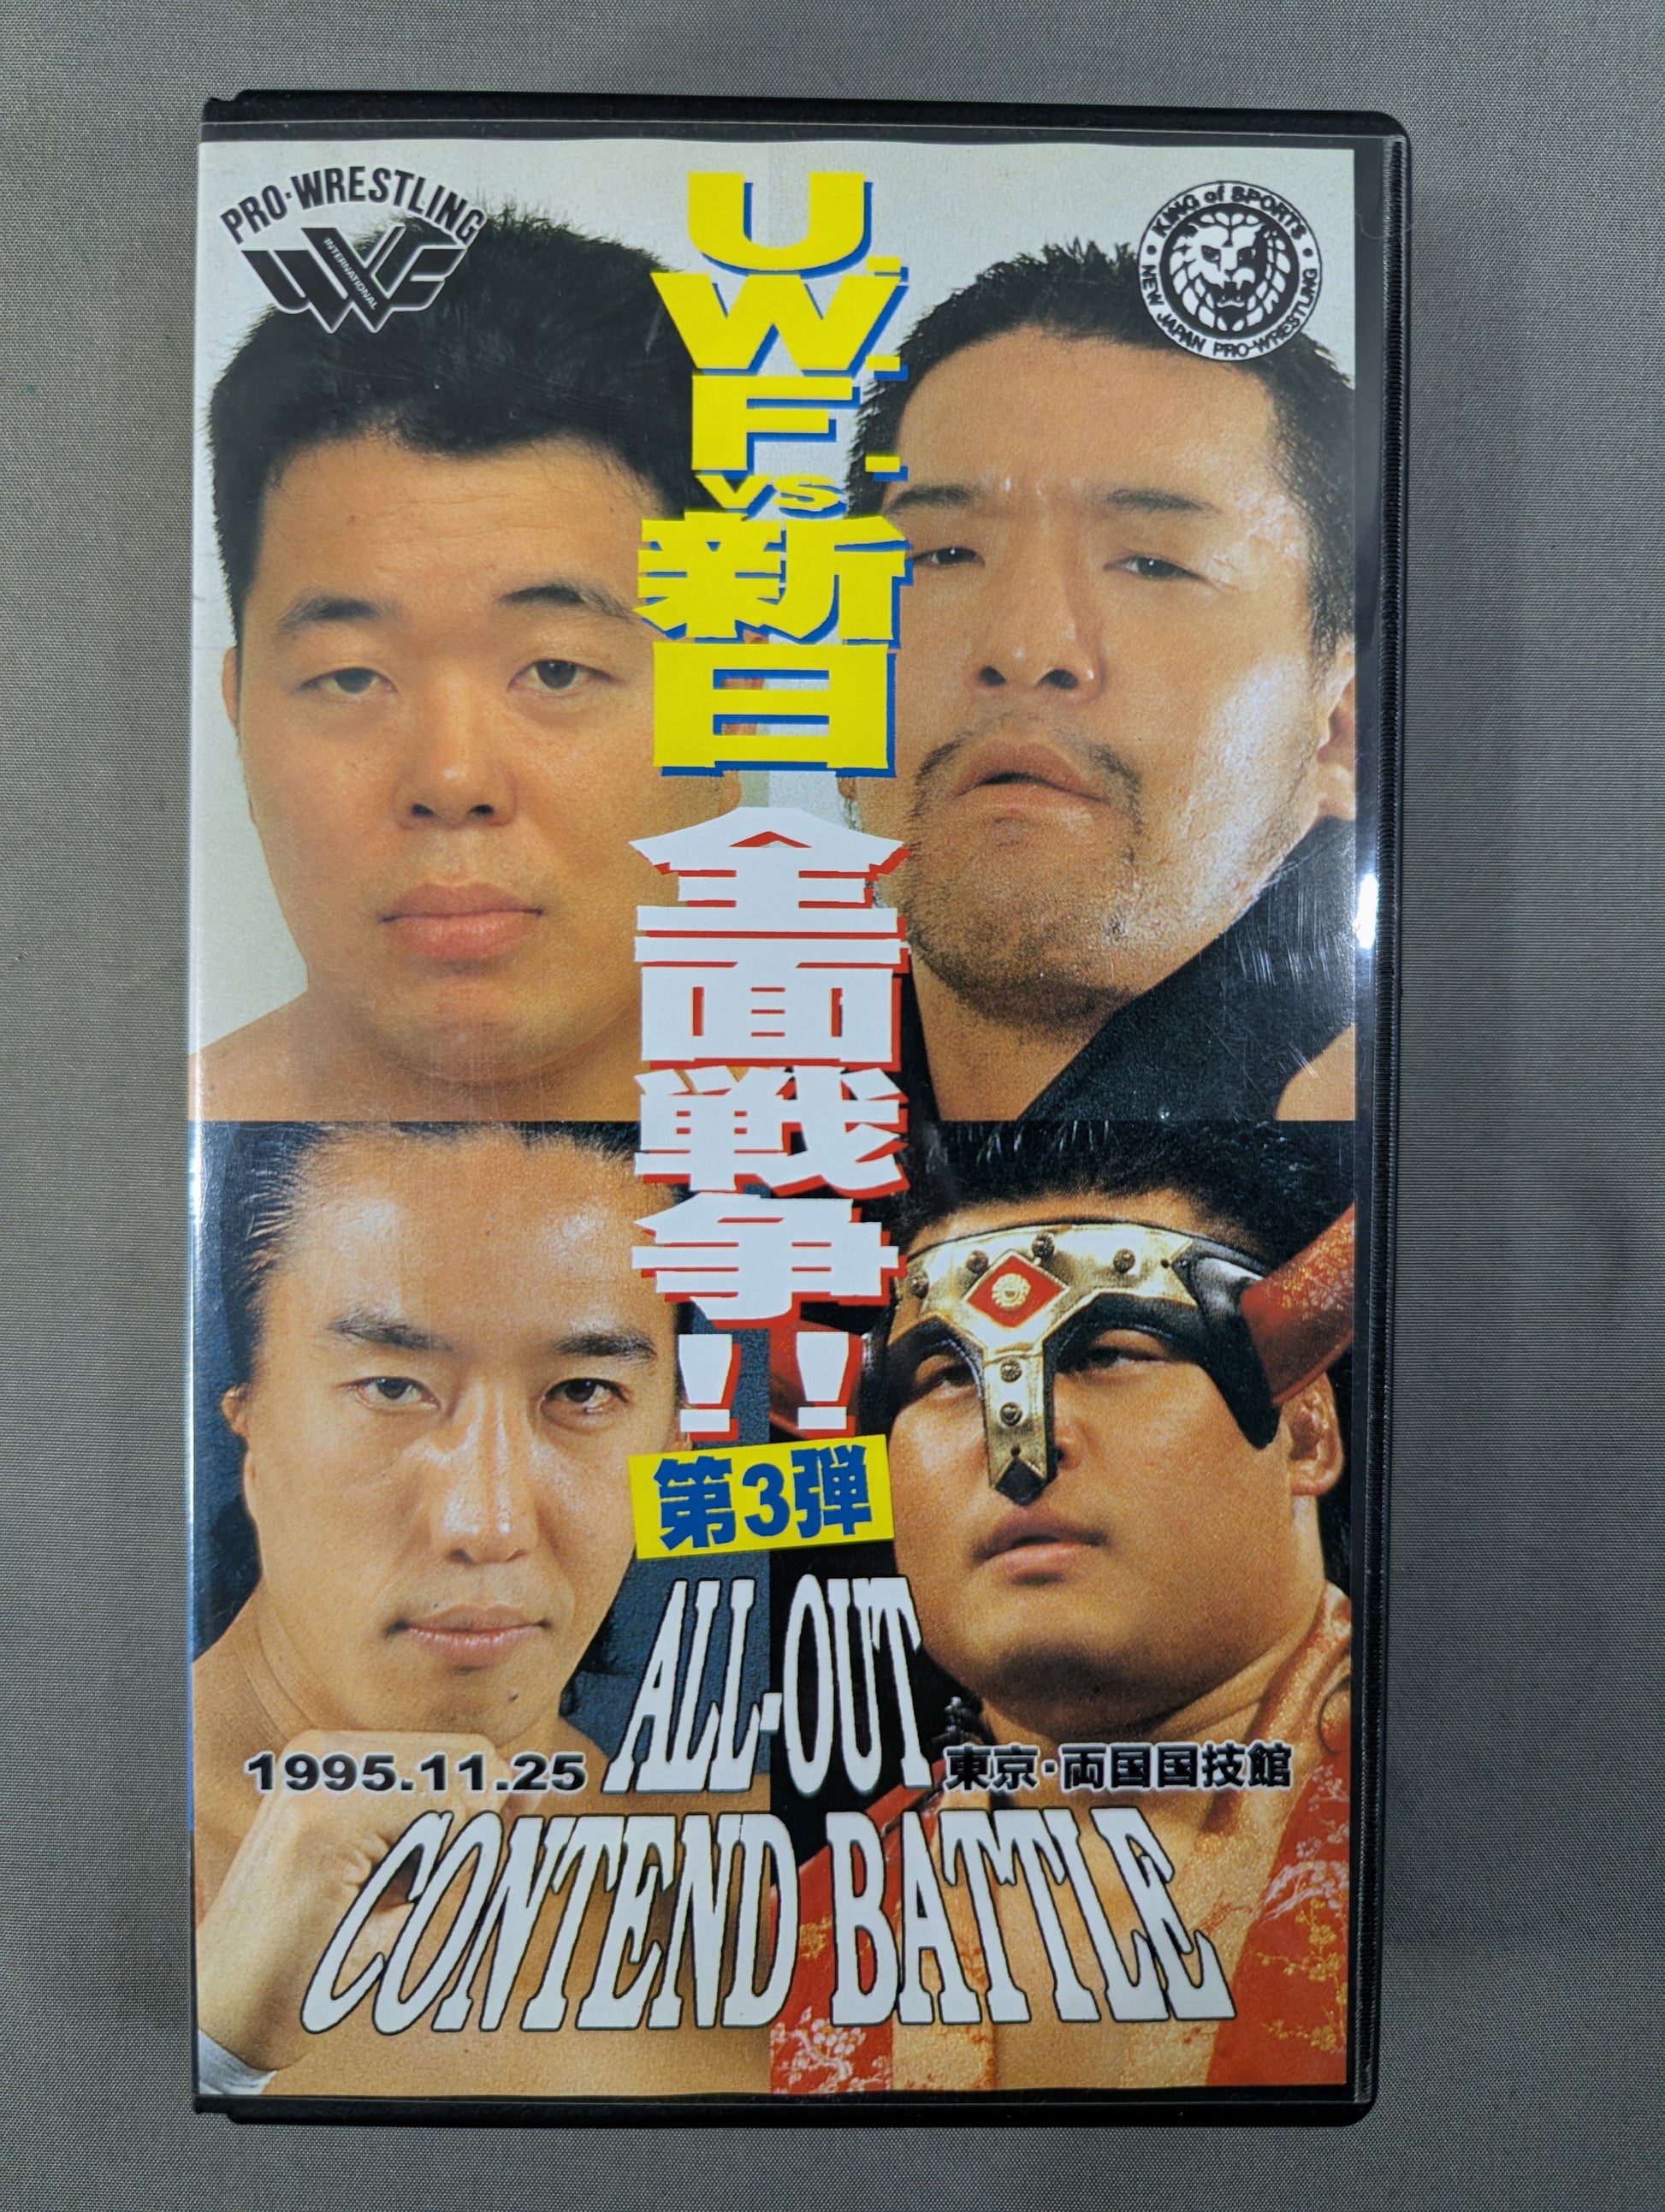 PRO-WRESTLING
UWF
INTERNATIONAL
KING of SPORTS
NEW JAPAN PRO-WRESTLING
U.W.F.
VS
新日
全面戦争!!
第3弾
ALL-OUT
1995.11.25
東京・両国国技館
CONTEND BATTLE